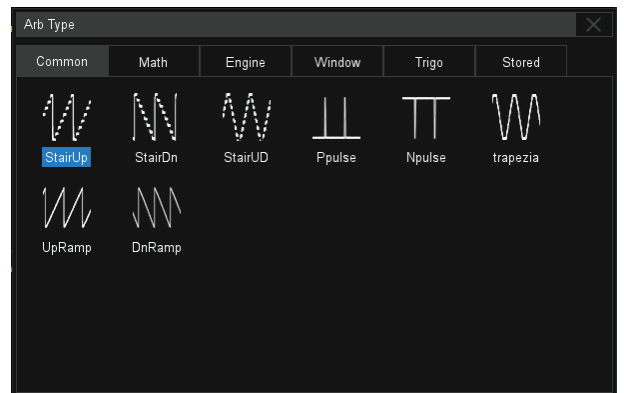 Arb Type
Common Math Engine Window Trigo Stored
StairUp StairDn StairUD Ppulse Npulse trapezia
UpRamp DnRamp